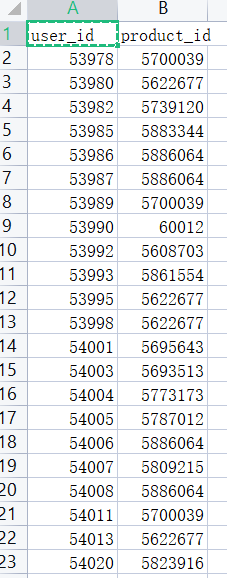 A B
1 user_id product_id
2 53978 5700039
3 53980 5622677
4 53982 5739120
5 53985 5883344
6 53986 5886064
7 53987 5886064
8 53989 5700039
9 53990 60012
10 53992 5608703
11 53993 5861554
12 53995 5622677
13 53998 5622677
14 54001 5695643
15 54003 5693513
16 54004 5773173
17 54005 5787012
18 54006 5886064
19 54007 5809215
20 54008 5886064
21 54011 5700039
22 54013 5622677
23 54020 5823916